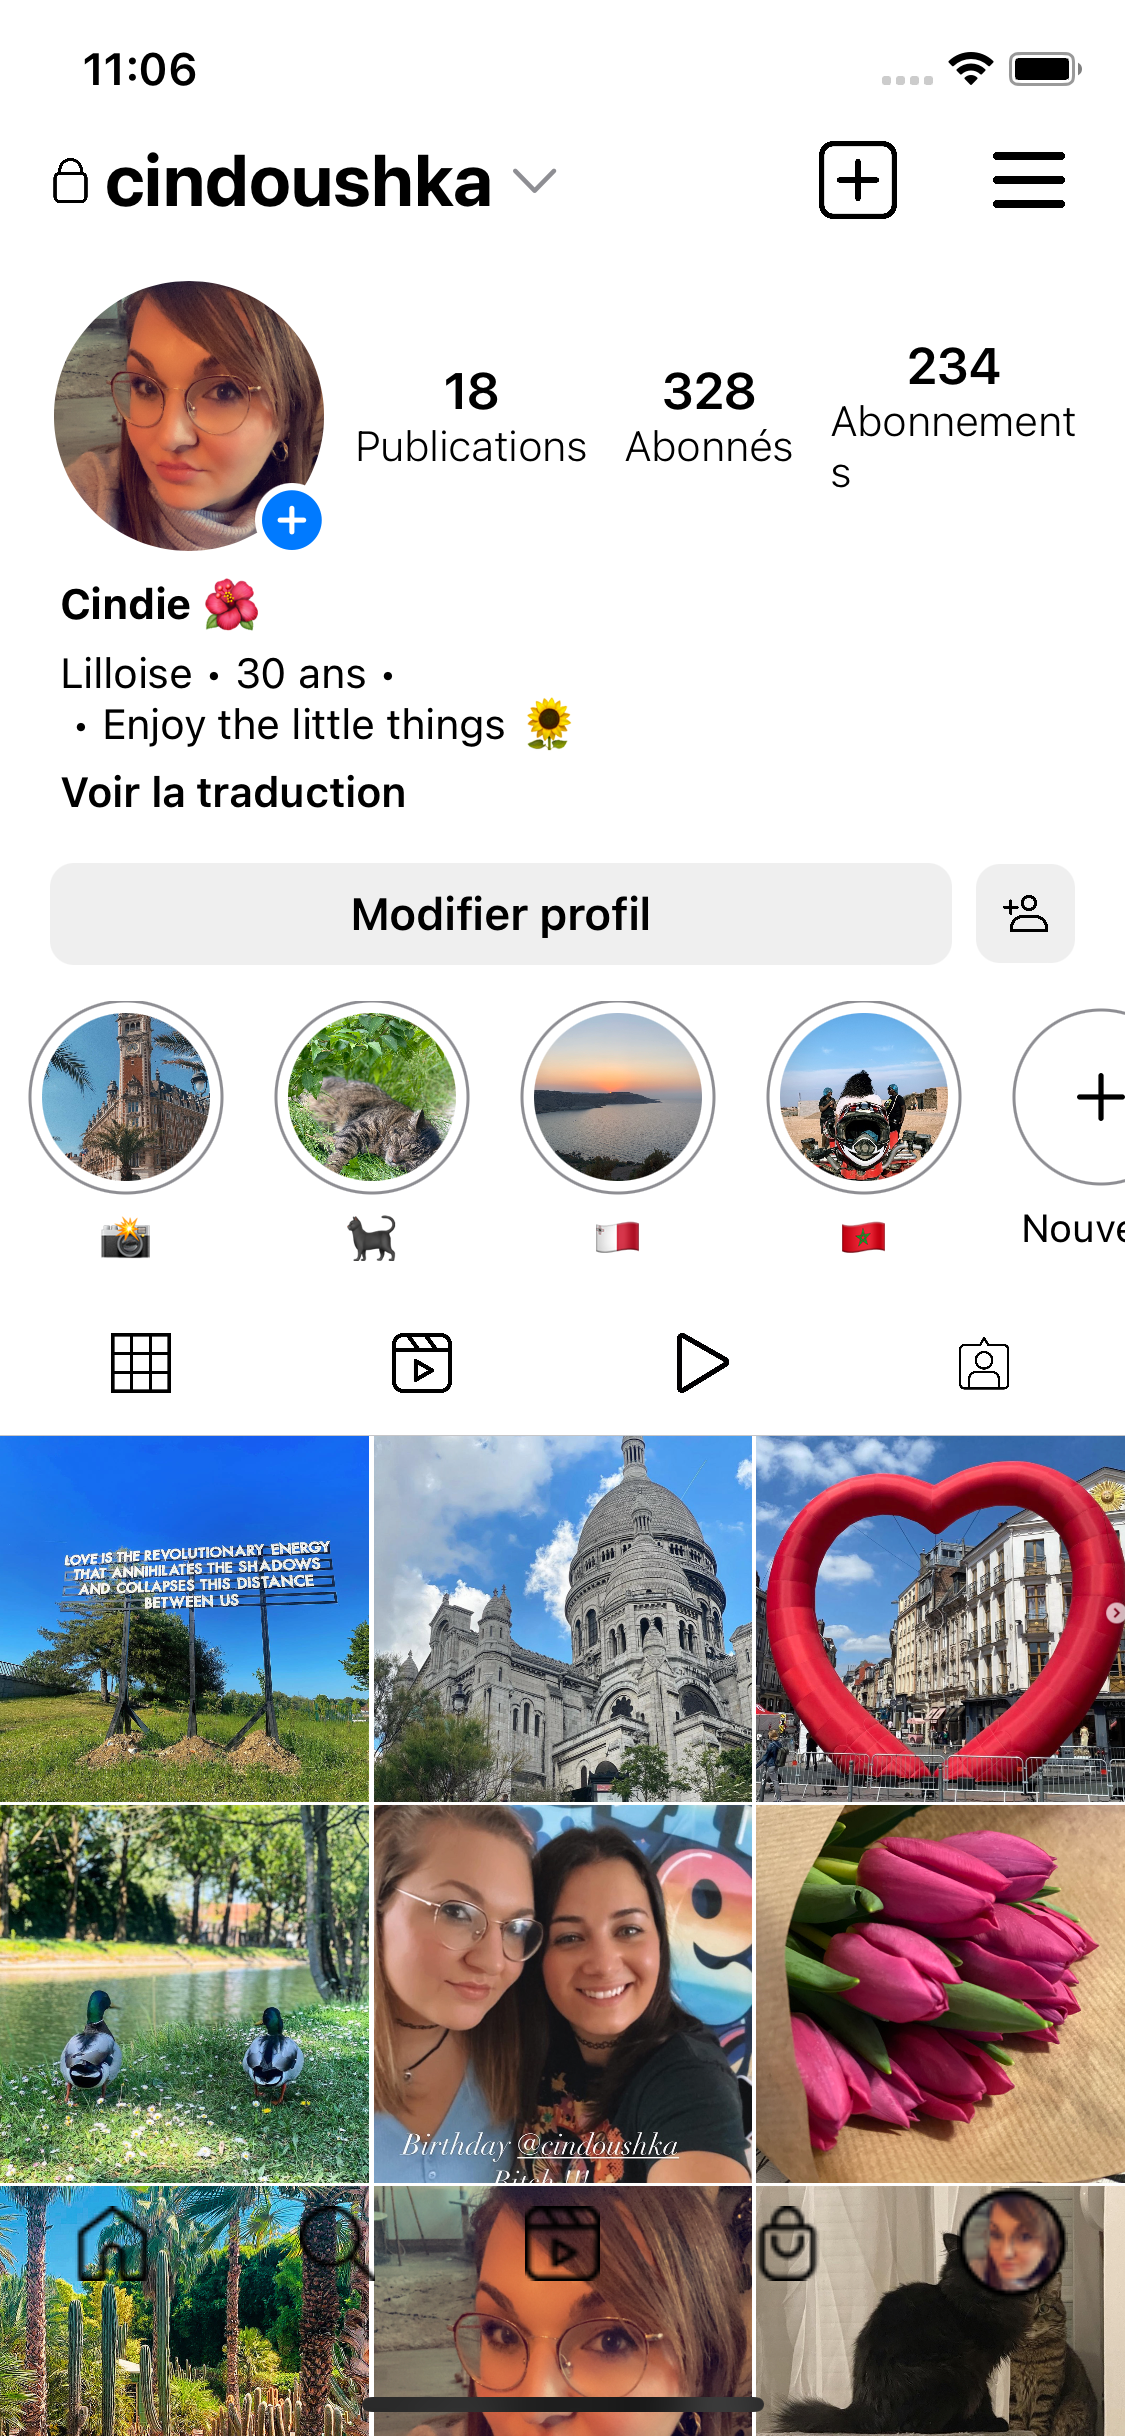 11:06
cindoushka
18
Publications
328
Abonnés
234
Abonnement
s
Cindie 🌺
Lilloise • 30 ans •
• Enjoy the little things 🌻
Voir la traduction
Modifier profil
Nouve
LOVE IS THE REVOLUTIONARY ENERGY
THAT ANNIHILATES THE SHADOWS
AND COLLAPSES THIS DISTANCE
BETWEEN US
Birthday @cindoushka
Bitch !!!